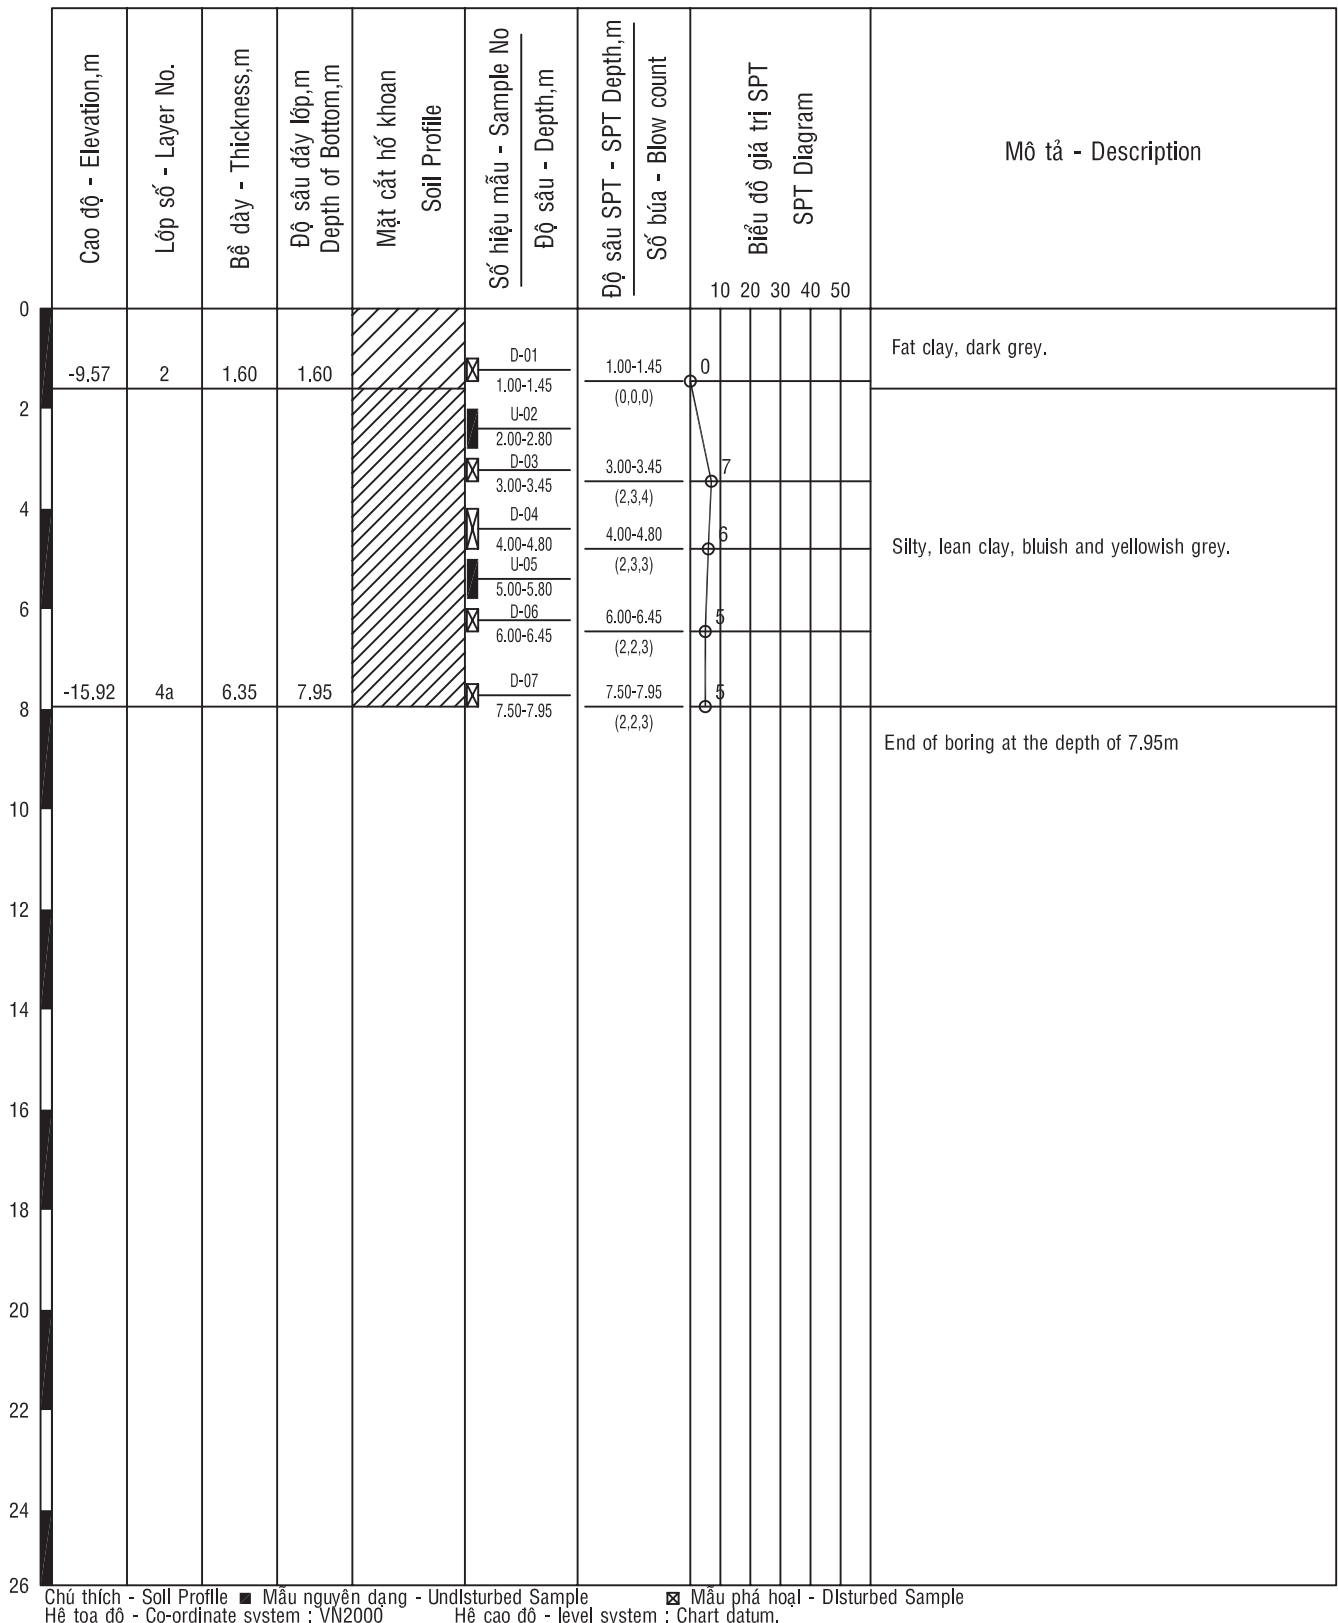 Cao độ - Elevation,m
Lớp số - Layer No.
Bề dày - Thickness,m
Độ sâu đáy lớp,m
Depth of Bottom,m
Mặt cắt hố khoan
Soil Profile
Số hiệu mẫu - Sample No
Độ sâu - Depth,m
Độ sâu SPT - SPT Depth,m
Số búa - Blow count
Biểu đồ giá trị SPT
SPT Diagram
10 20 30 40 50
Mô tả - Description
0
Fat clay, dark grey.
D-01 1.00-1.45 0
-9.57 2 1.60 1.60
1.00-1.45 (0,0,0)
2
U-02
2.00-2.80
D-03 3.00-3.45 7
3.00-3.45 (2,3,4)
4
D-04 4.00-4.80 6
4.00-4.80 (2,3,3)
Silty, lean clay, bluish and yellowish grey.
U-05
5.00-5.80
6
D-06 6.00-6.45 5
6.00-6.45 (2,2,3)
D-07
-15.92 4a 6.35 7.95 7.50-7.95 5
8
7.50-7.95 (2,2,3)
End of boring at the depth of 7.95m
10
12
14
16
18
20
22
24
26
Chú thích - Soil Profile Mẫu nguyên dạng - Undisturbed Sample Mẫu phá hoại - Disturbed Sample
Hệ tọa độ - Co-ordinate system : VN2000 Hệ cao độ - level system : Chart datum.